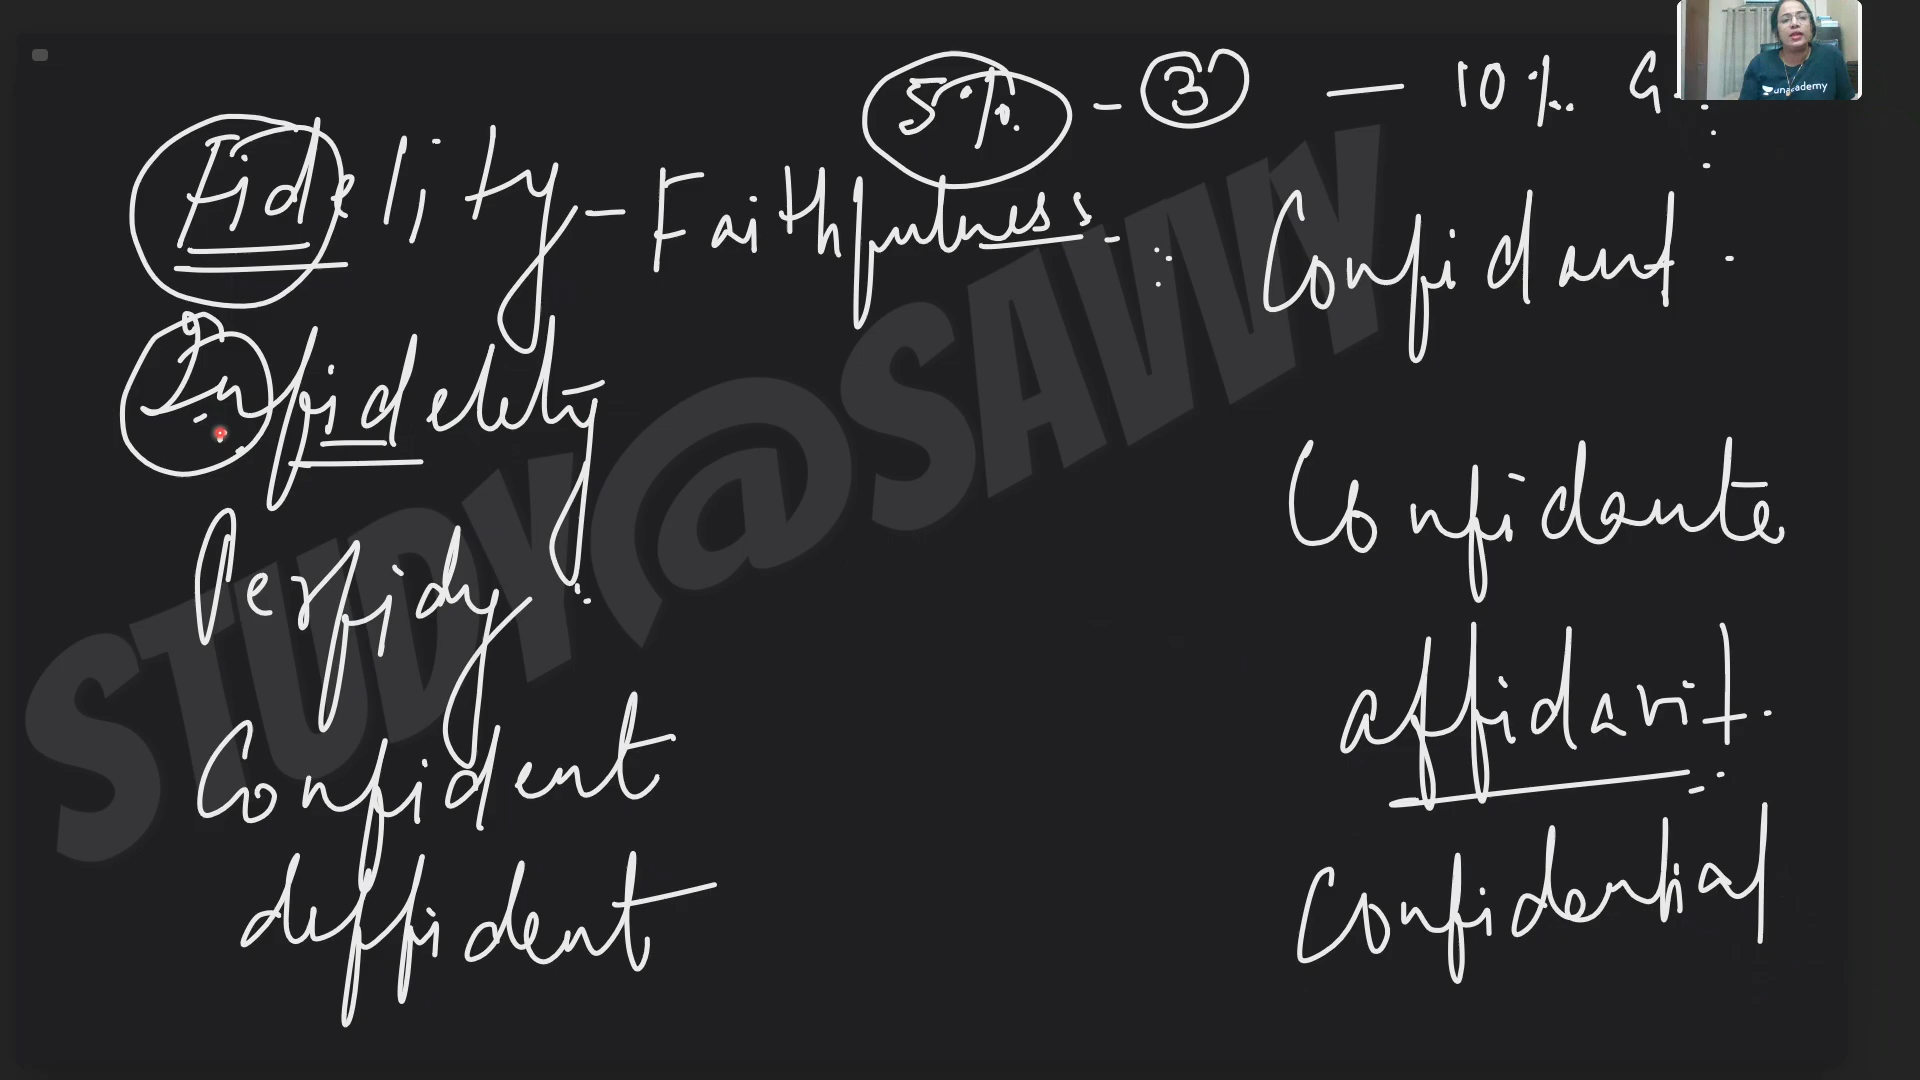 5% - 3 — 10% G.
Fidelity - Faithfulness - : Confidant .
Infidelity
Confidante
Perfidy
affidavit.
Confident
Confidential
diffident
STUDY@SAVVY
unacademy